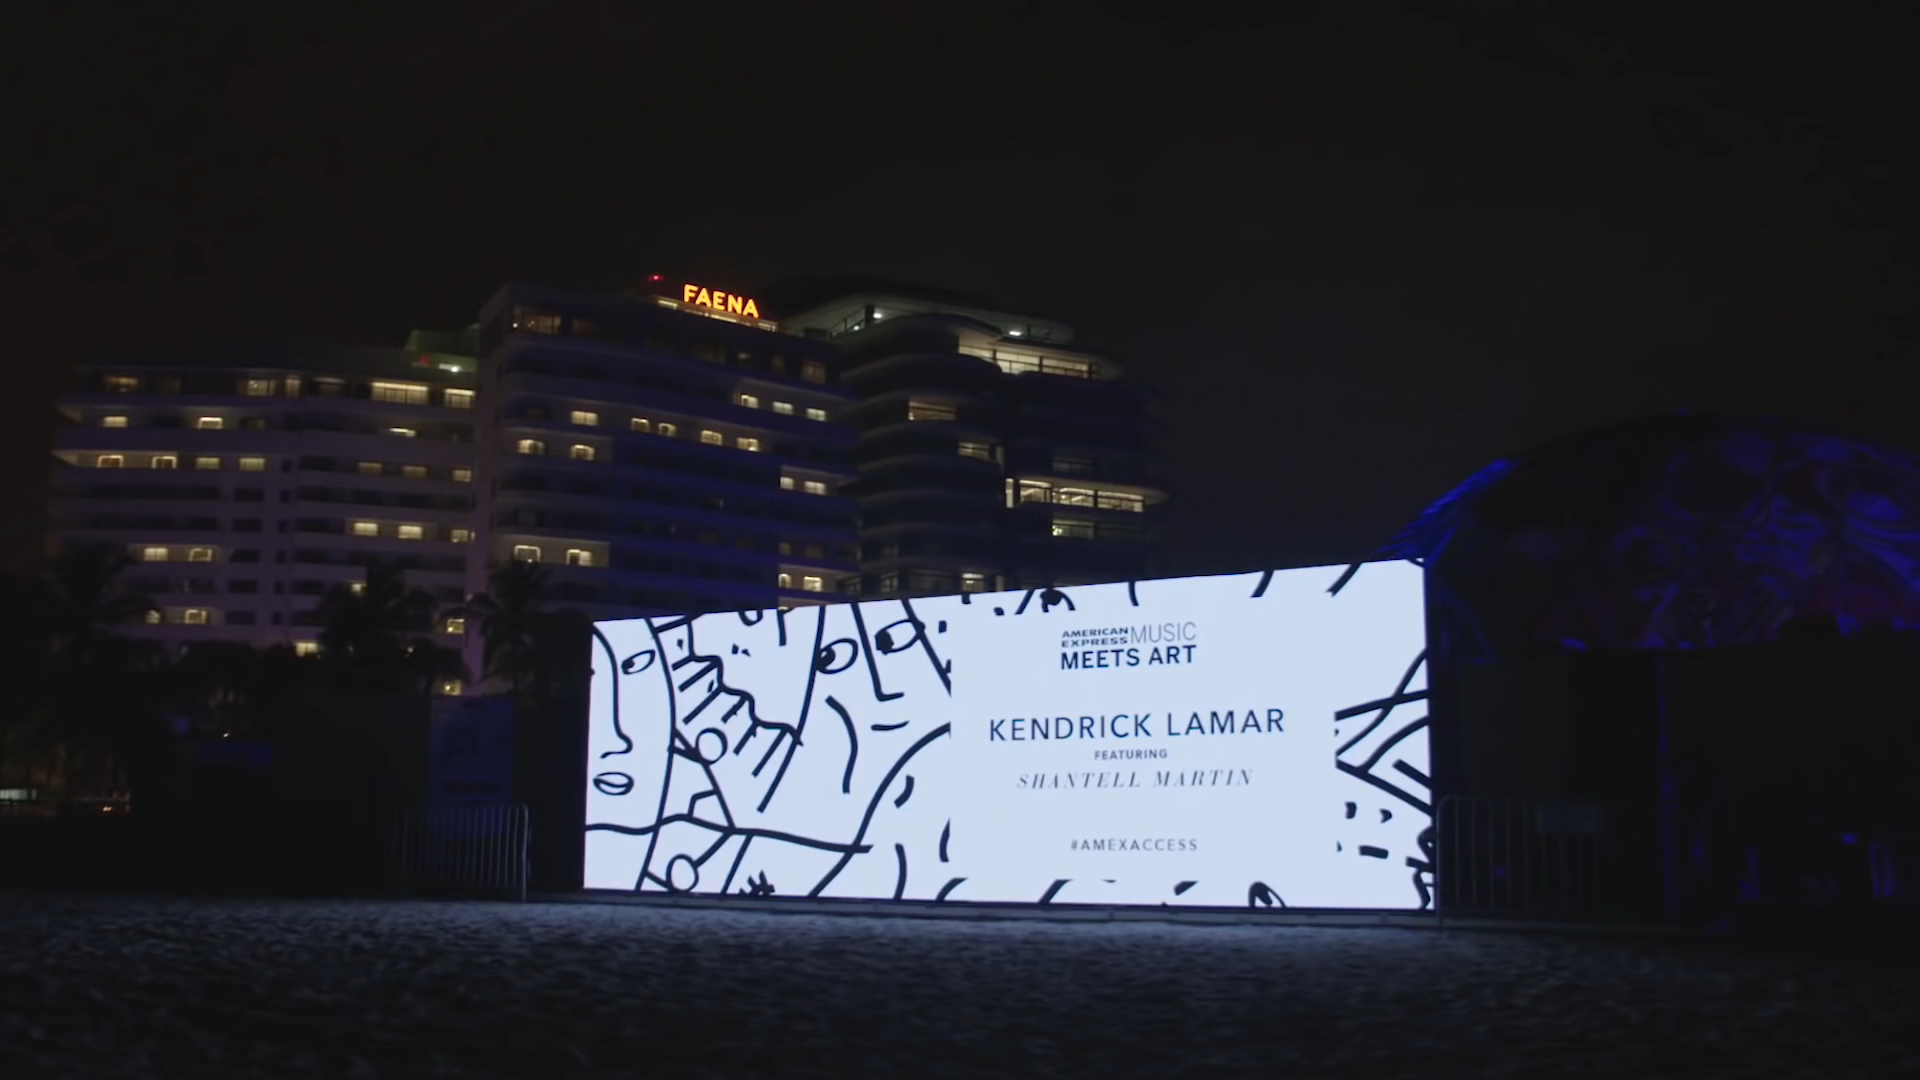 FAENA
AMERICAN
EXPRESS MUSIC
MEETS ART
KENDRICK LAMAR
FEATURING
SHANTELL MARTIN
#AMEXACCESS